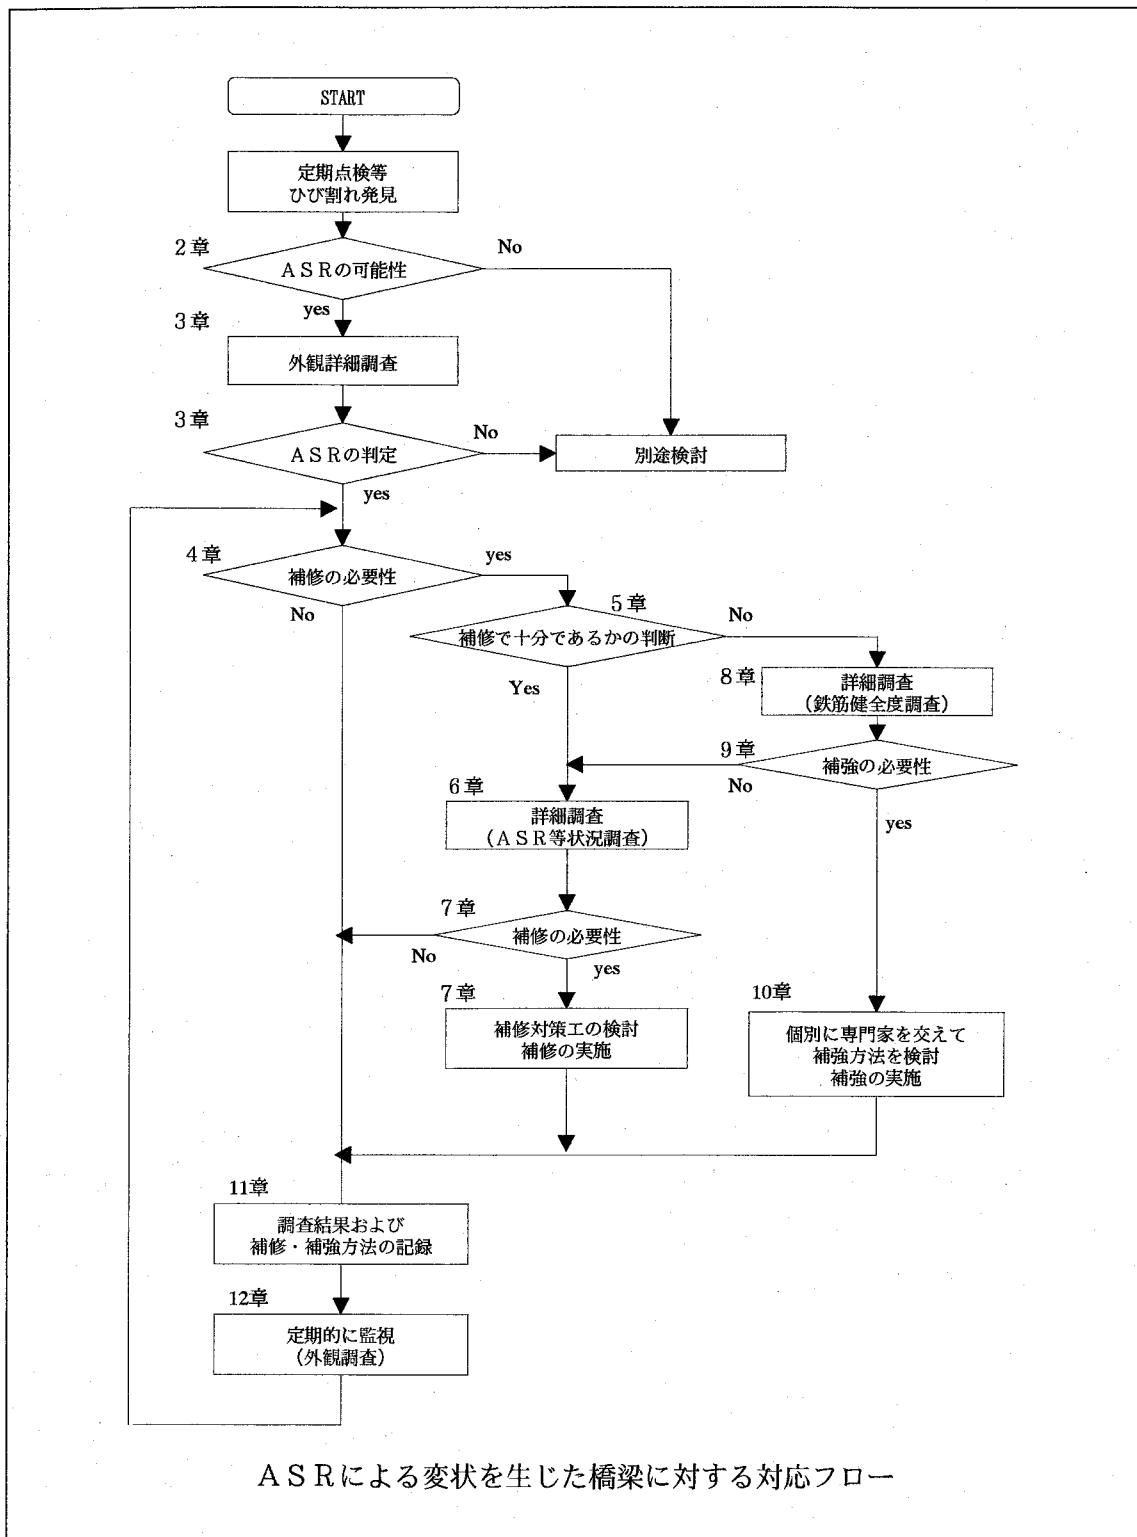 START
定期点検等
ひび割れ発見
2章
ASRの可能性
No
yes
3章
外観詳細調査
3章
ASRの判定
No
別途検討
yes
4章
補修の必要性
yes
No
5章
補修で十分であるかの判断
No
Yes
8章
詳細調査
(鉄筋健全度調査)
9章
補強の必要性
No
yes
6章
詳細調査
(ASR等状況調査)
7章
補修の必要性
No
yes
7章
補修対策工の検討
補修の実施
10章
個別に専門家を交えて
補強方法を検討
補強の実施
11章
調査結果および
補修・補強方法の記録
12章
定期的に監視
(外観調査)
ASRによる変状を生じた橋梁に対する対応フロー